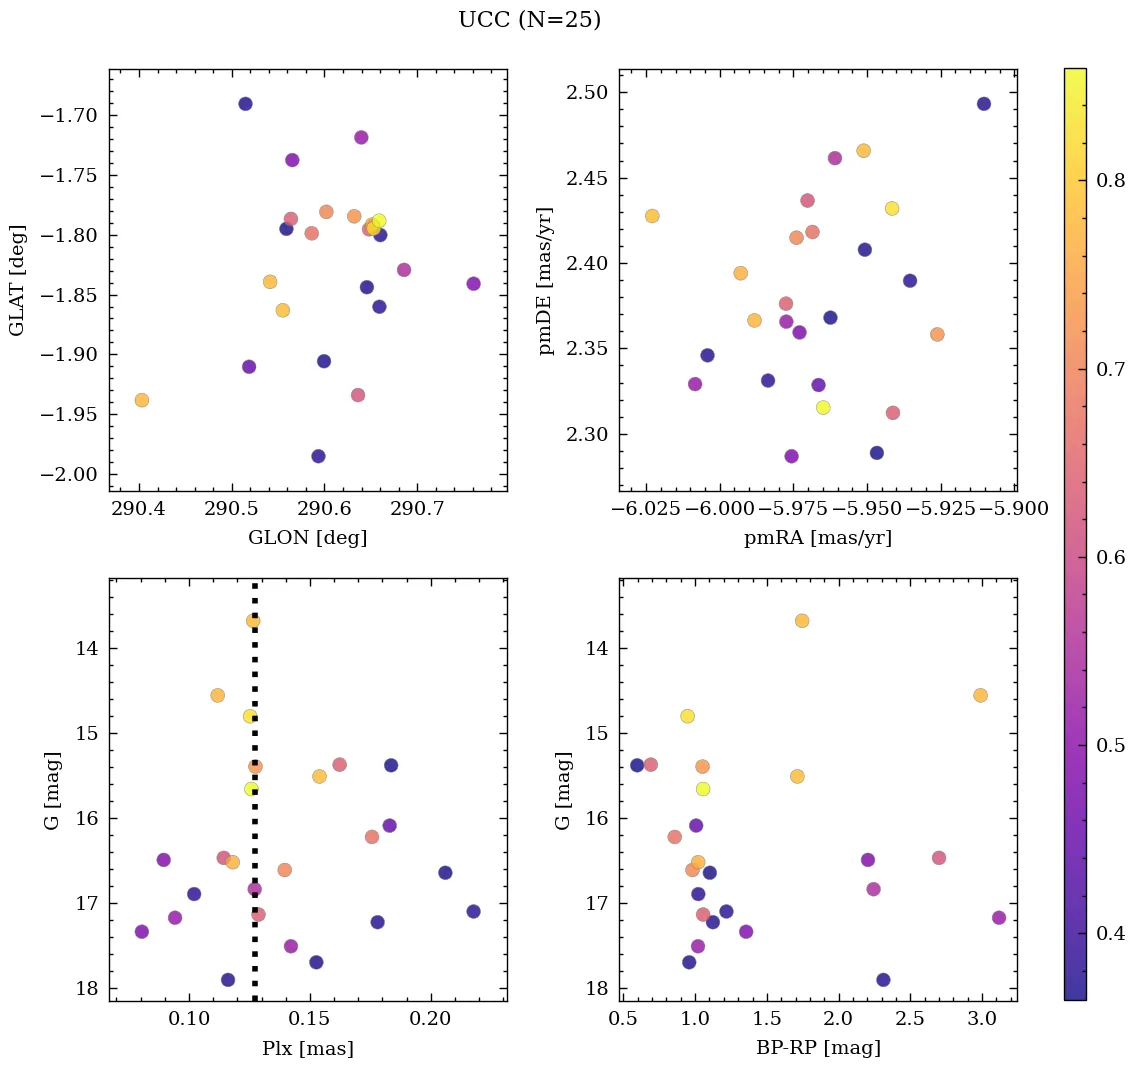 UCC (N=25)
−1.70
−1.75
−1.80
−1.85
−1.90
−1.95
−2.00
GLAT [deg]
290.4 290.5 290.6 290.7
GLON [deg]
2.50
2.45
2.40
2.35
2.30
pmDE [mas/yr]
−6.025 −6.000 −5.975 −5.950 −5.925 −5.900
pmRA [mas/yr]
14
15
16
17
18
G [mag]
0.10 0.15 0.20
Plx [mas]
14
15
16
17
18
G [mag]
0.5 1.0 1.5 2.0 2.5 3.0
BP-RP [mag]
0.8
0.7
0.6
0.5
0.4